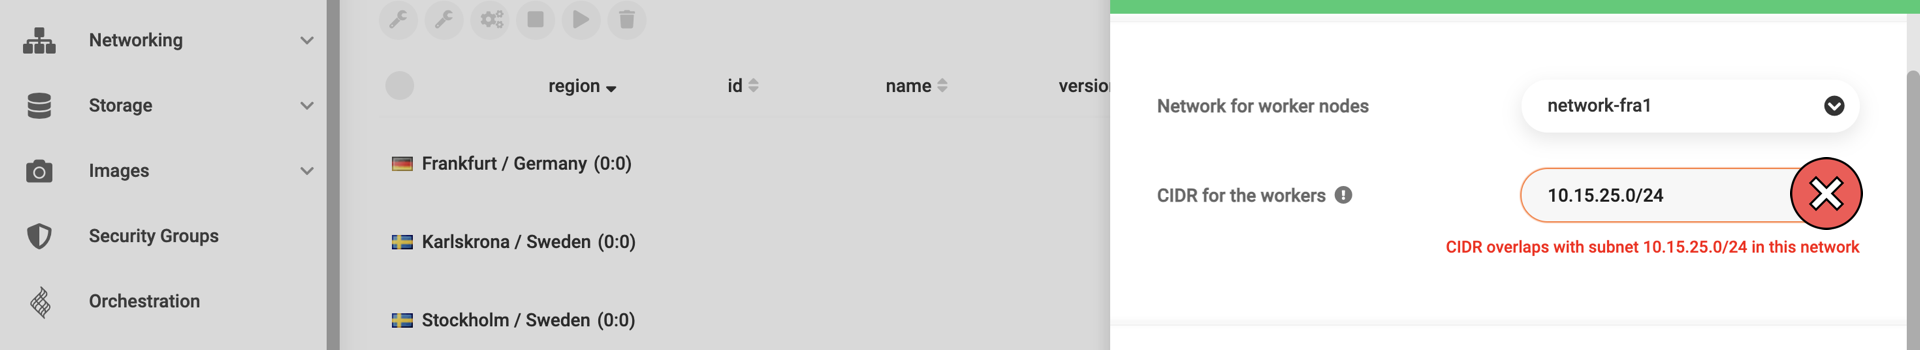 Networking
Storage
Images
Security Groups
Orchestration
region
id
name
versio
Frankfurt / Germany (0:0)
Karlskrona / Sweden (0:0)
Stockholm / Sweden (0:0)
Network for worker nodes
network-fra1
CIDR for the workers
10.15.25.0/24
CIDR overlaps with subnet 10.15.25.0/24 in this network